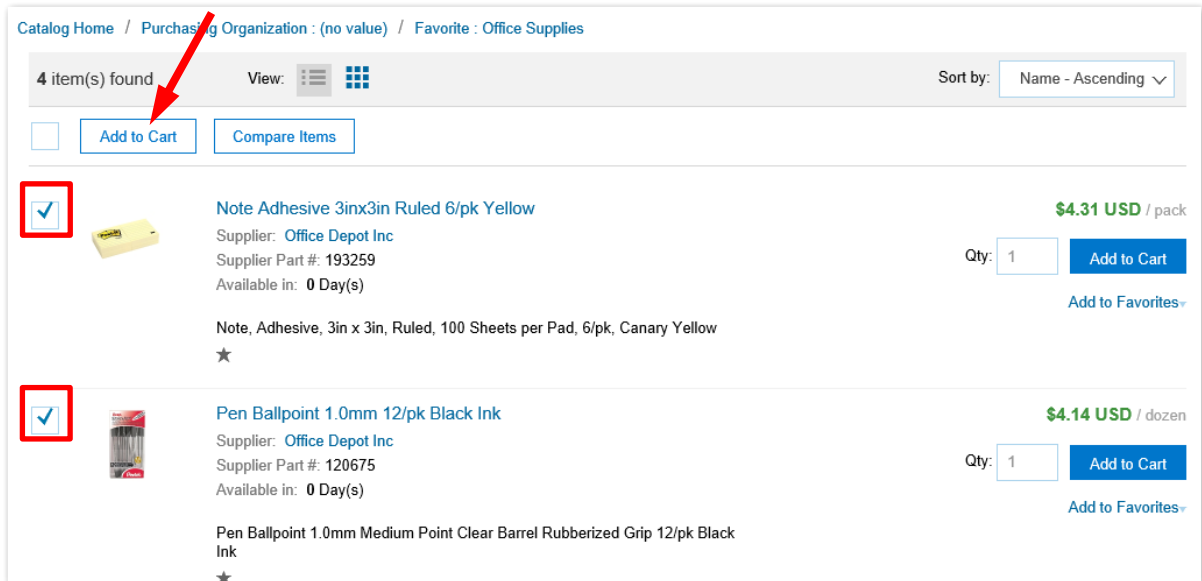 Catalog Home / Purchasing Organization : (no value) / Favorite : Office Supplies
4 item(s) found View: Sort by: Name - Ascending
Add to Cart Compare Items
Note Adhesive 3inx3in Ruled 6/pk Yellow $4.31 USD / pack
Supplier: Office Depot Inc
Supplier Part #: 193259 Qty: 1 Add to Cart
Available in: 0 Day(s)
Add to Favorites
Note, Adhesive, 3in x 3in, Ruled, 100 Sheets per Pad, 6/pk, Canary Yellow
Pen Ballpoint 1.0mm 12/pk Black Ink $4.14 USD / dozen
Supplier: Office Depot Inc
Supplier Part #: 120675 Qty: 1 Add to Cart
Available in: 0 Day(s)
Add to Favorites
Pen Ballpoint 1.0mm Medium Point Clear Barrel Rubberized Grip 12/pk Black
Ink